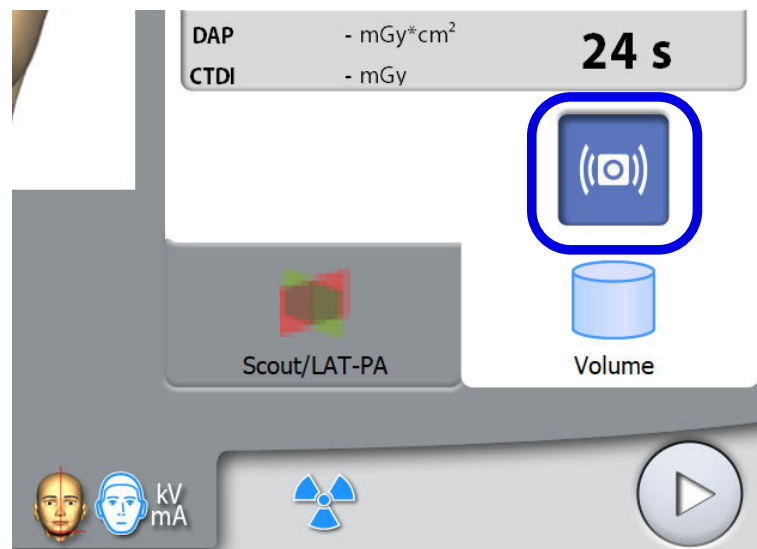 DAP - mGy*cm²
24 s
CTDI - mGy
Scout/LAT-PA
Volume
kV
mA